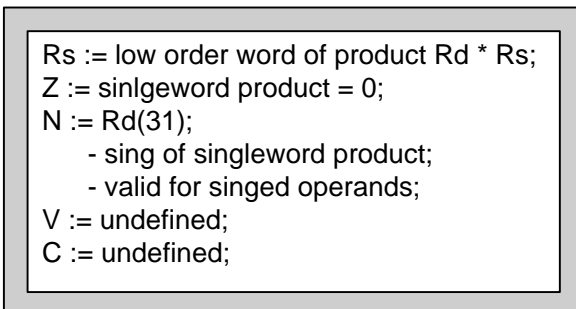 Rs := low order word of product Rd * Rs;
Z := sinlgeword product = 0;
N := Rd(31);
- sing of singleword product;
- valid for singed operands;
V := undefined;
C := undefined;